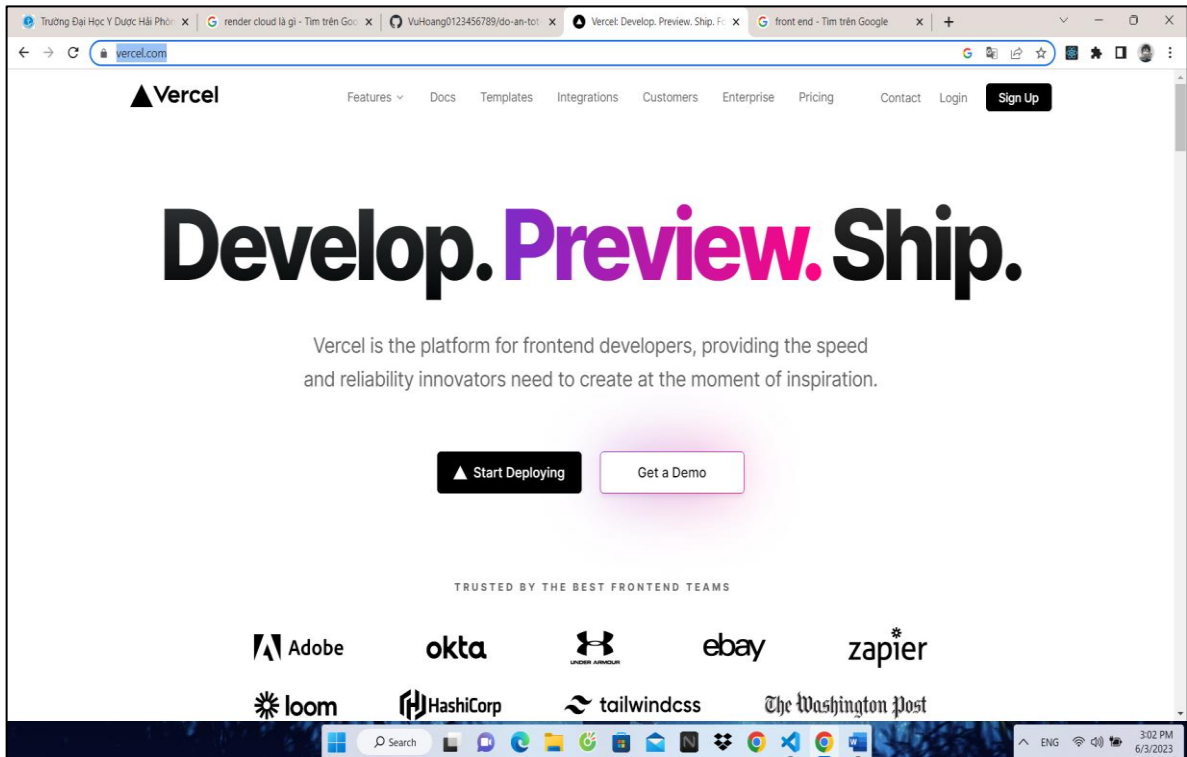 Trường Đại Học Y Dược Hải Phòn
render cloud là gì - Tìm trên Goo
VuHoang0123456789/do-an-tot
Vercel: Develop. Preview. Ship. Fo
front end - Tìm trên Google
vercel.com
Vercel
Features
Docs
Templates
Integrations
Customers
Enterprise
Pricing
Contact
Login
Sign Up
Develop. Preview. Ship.
Vercel is the platform for frontend developers, providing the speed
and reliability innovators need to create at the moment of inspiration.
Start Deploying
Get a Demo
TRUSTED BY THE BEST FRONTEND TEAMS
Adobe
okta
UNDER ARMOUR
ebay
zapier
loom
HashiCorp
tailwindcss
The Washington Post
Search
ENG
3:02 PM
6/3/2023